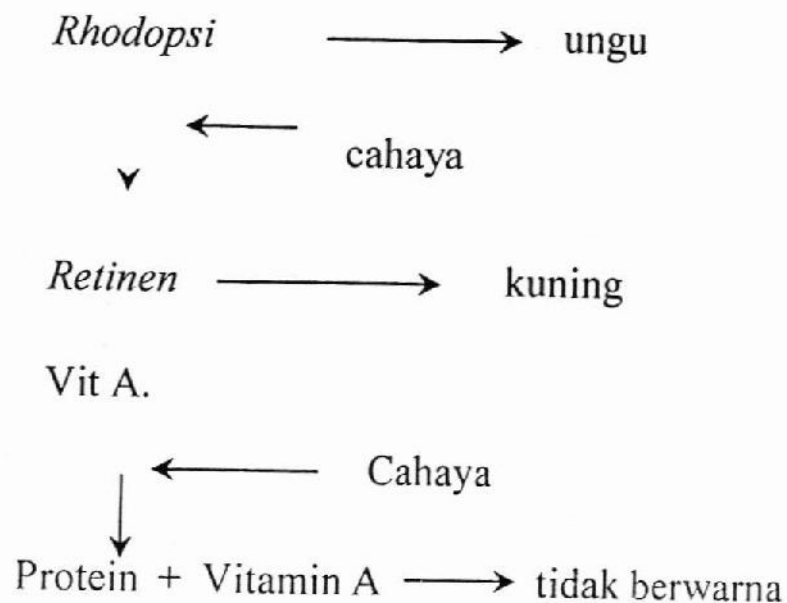 Rhodopsi ungu
cahaya
Retinen kuning
Vit A.
Cahaya
Protein + Vitamin A tidak berwarna